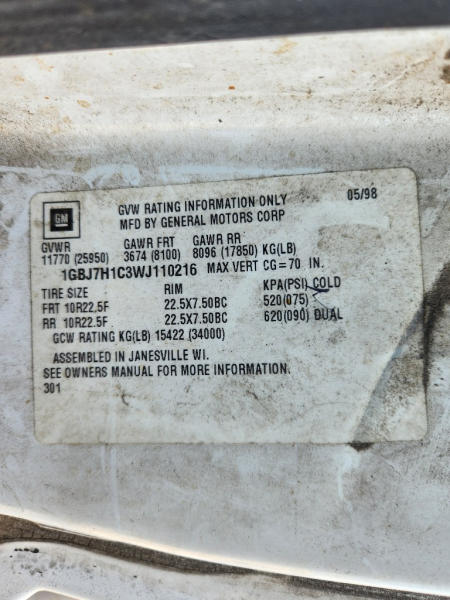 GM
GVW RATING INFORMATION ONLY 05/98
MFD BY GENERAL MOTORS CORP
GVWR GAWR FRT GAWR RR
11770 (25950) 3674 (8100) 8096 (17850) KG(LB)
1GBJ7H1C3WJ110216 MAX VERT CG=70 IN.
TIRE SIZE RIM KPA(PSI) COLD
FRT 10R22.5F 22.5X7.50BC 520(075)
RR 10R22.5F 22.5X7.50BC 620(090) DUAL
GCW RATING KG(LB) 15422 (34000)
ASSEMBLED IN JANESVILLE WI.
SEE OWNERS MANUAL FOR MORE INFORMATION.
301